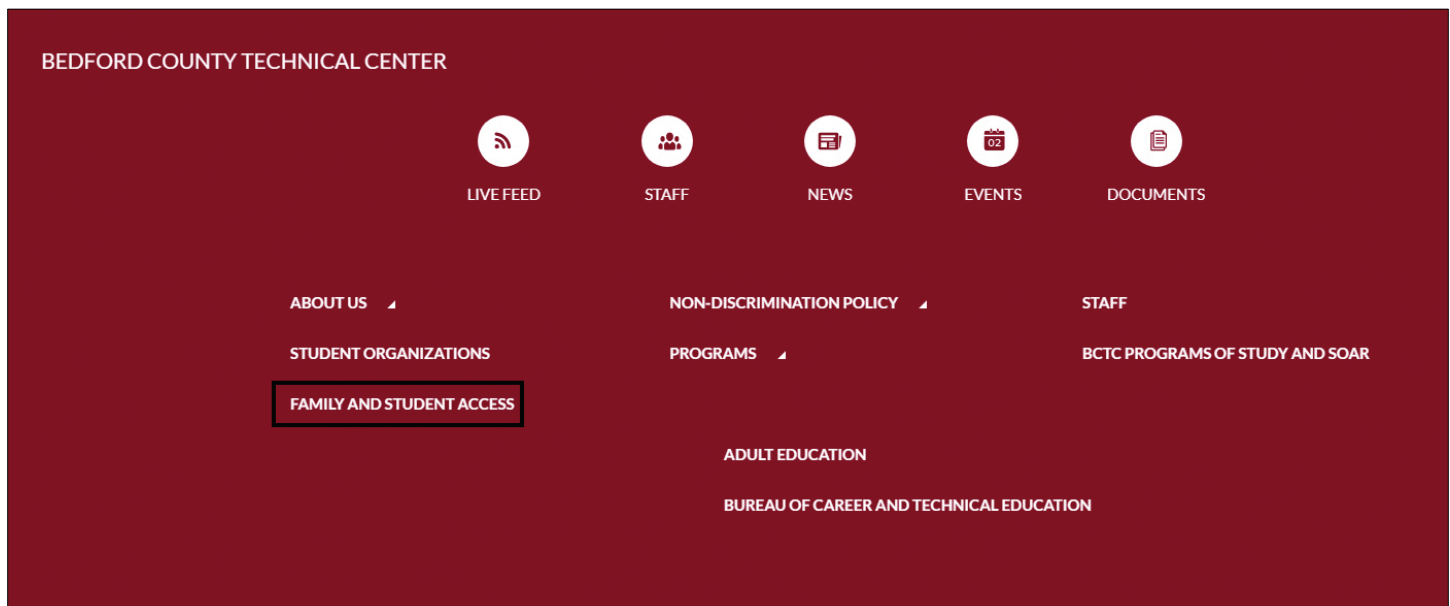 BEDFORD COUNTY TECHNICAL CENTER
02
LIVE FEED
STAFF
NEWS
EVENTS
DOCUMENTS
ABOUT US
NON-DISCRIMINATION POLICY
STAFF
STUDENT ORGANIZATIONS
PROGRAMS
BCTC PROGRAMS OF STUDY AND SOAR
FAMILY AND STUDENT ACCESS
ADULT EDUCATION
BUREAU OF CAREER AND TECHNICAL EDUCATION